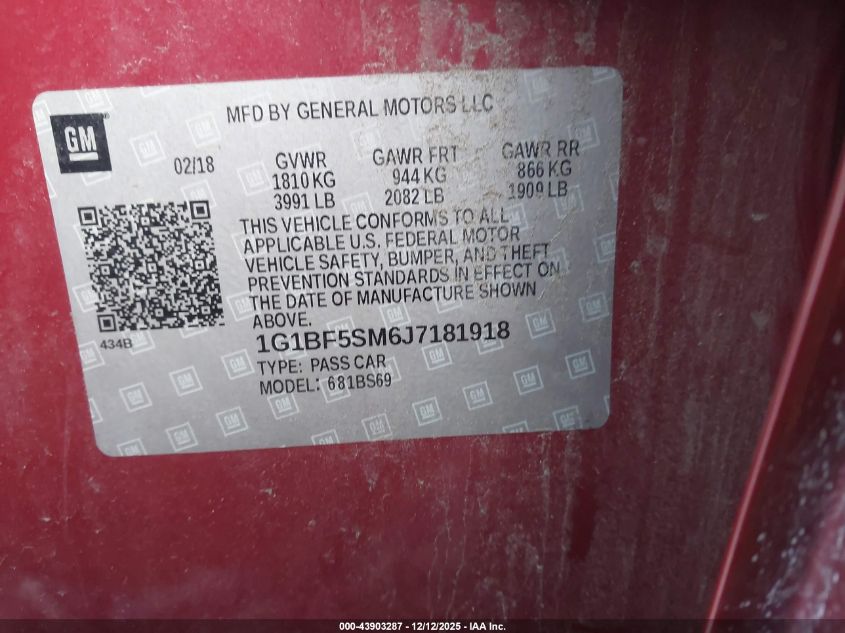 MFD BY GENERAL MOTORS LLC
GM
02/18
GVWR GAWR FRT GAWR RR
1810 KG 944 KG 866 KG
3991 LB 2082 LB 1909 LB
THIS VEHICLE CONFORMS TO ALL
APPLICABLE U.S. FEDERAL MOTOR
VEHICLE SAFETY, BUMPER, AND THEFT
PREVENTION STANDARDS IN EFFECT ON
THE DATE OF MANUFACTURE SHOWN
ABOVE.
434B
1G1BF5SM6J7181918
TYPE: PASS CAR
MODEL: 681BS69
000-43903287 - 12/12/2025 - IAA Inc.